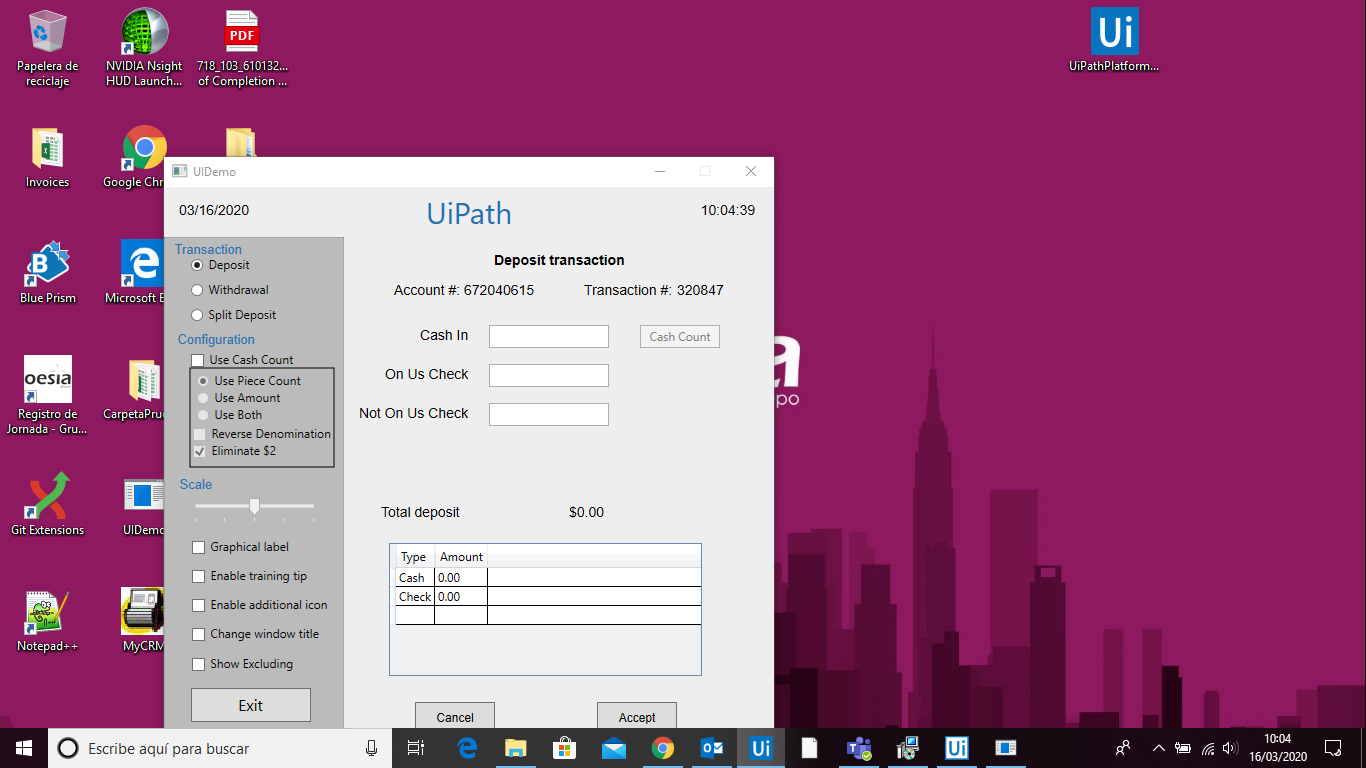 Papelera de
reciclaje
NVIDIA Nsight
HUD Launch...
PDF
718_103_610132...
of Completion ...
Ui
UiPathPlatform...
Invoices
Google Chr
Blue Prism
Microsoft E
oesia
Registro de
Jornada - Gru...
CarpetaPru
Git Extensions
UIDemo
Notepad++
MyCRM
UIDemo
03/16/2020
UiPath
10:04:39
Transaction
Deposit
Withdrawal
Split Deposit
Configuration
Use Cash Count
Use Piece Count
Use Amount
Use Both
Reverse Denomination
Eliminate $2
Scale
Graphical label
Enable training tip
Enable additional icon
Change window title
Show Excluding
Exit
Deposit transaction
Account #: 672040615 Transaction #: 320847
Cash In
Cash Count
On Us Check
Not On Us Check
Total deposit $0.00
Type Amount
Cash 0.00
Check 0.00
Cancel Accept
a
po
Escribe aquí para buscar
Ui
Ui
10:04
16/03/2020